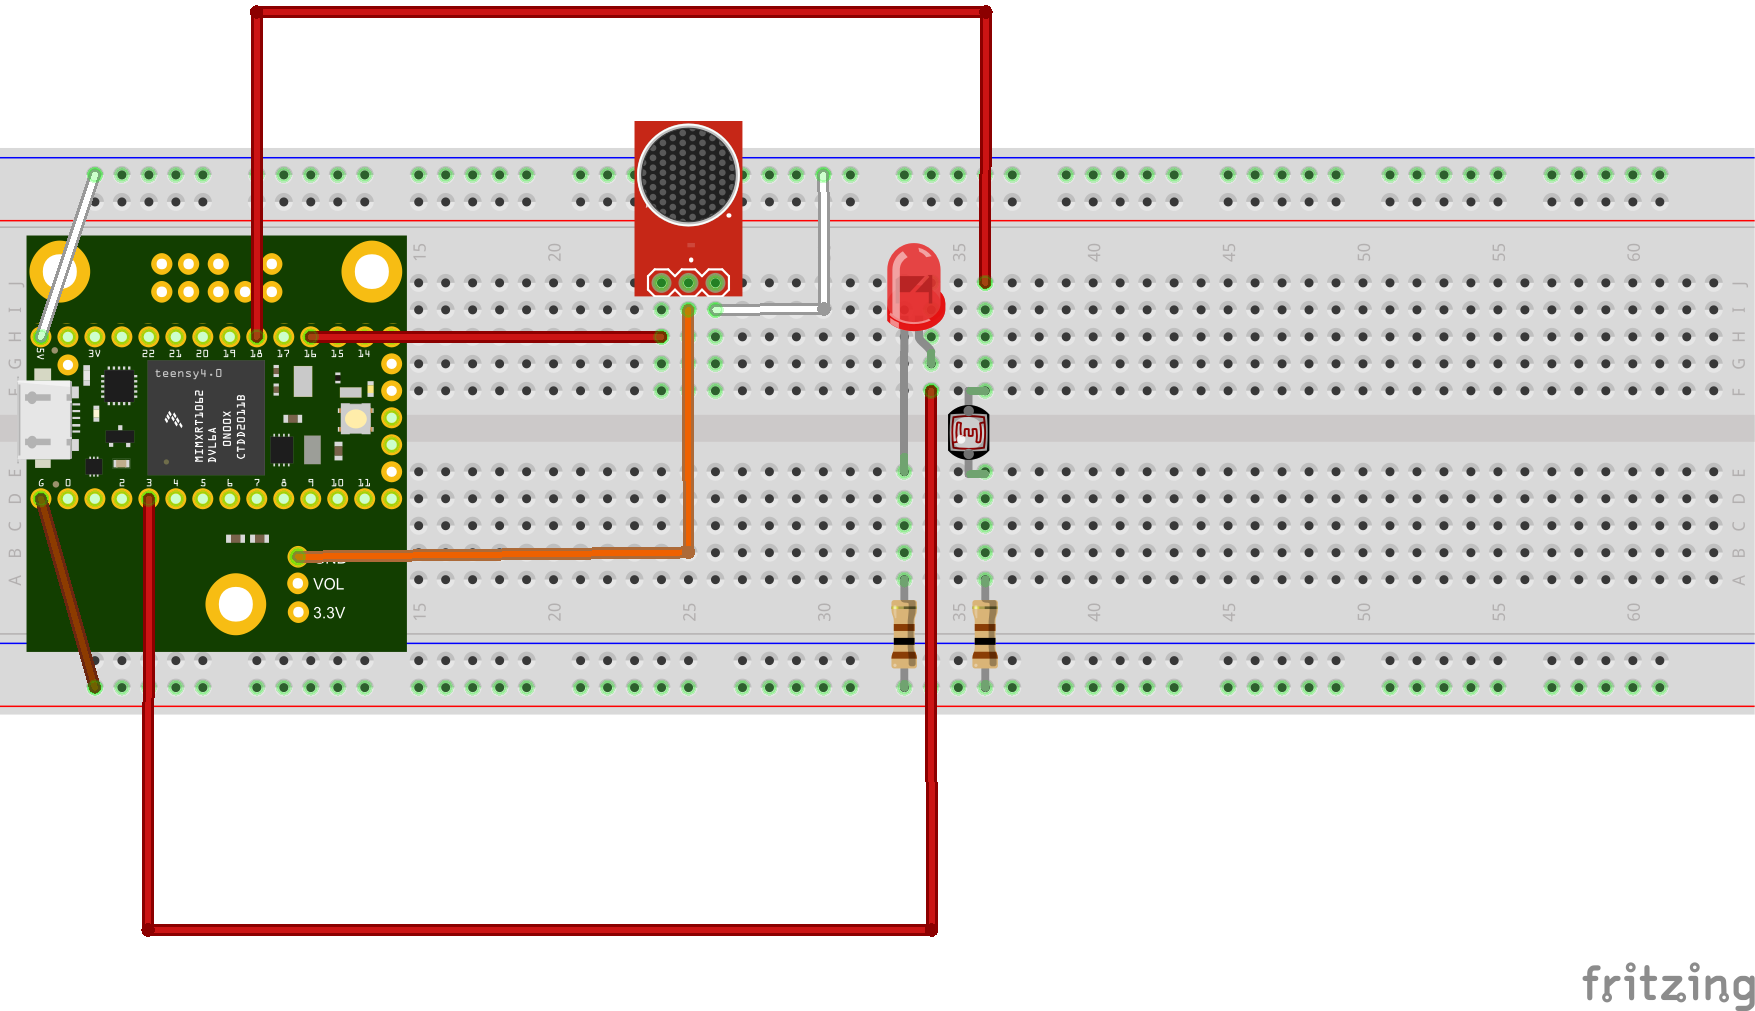 15 20 25 30 35 40 45 50 55 60
J J
I I
H H
G G
F F
5V 3V 22 21 20 19 18 17 16 15 14
teensy4.0
MIMXRT1062
DVL6A
0N00X
CTDD2011B
E E
G 0 2 3 4 5 6 7 8 9 10 11
D D
C C
B B
GND
VOL
3.3V
A A
15 20 25 30 35 40 45 50 55 60
fritzing